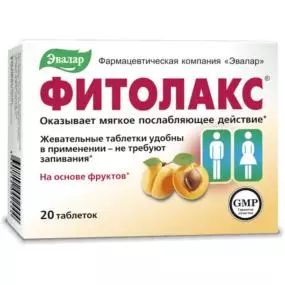 Эвалар
Фармацевтическая компания "Эвалар"
ФИТОЛАКС®
Оказывает мягкое послабляющее действие*
Жевательные таблетки удобны
в применении – не требуют
запивания*
На основе фруктов*
20 таблеток
GMP